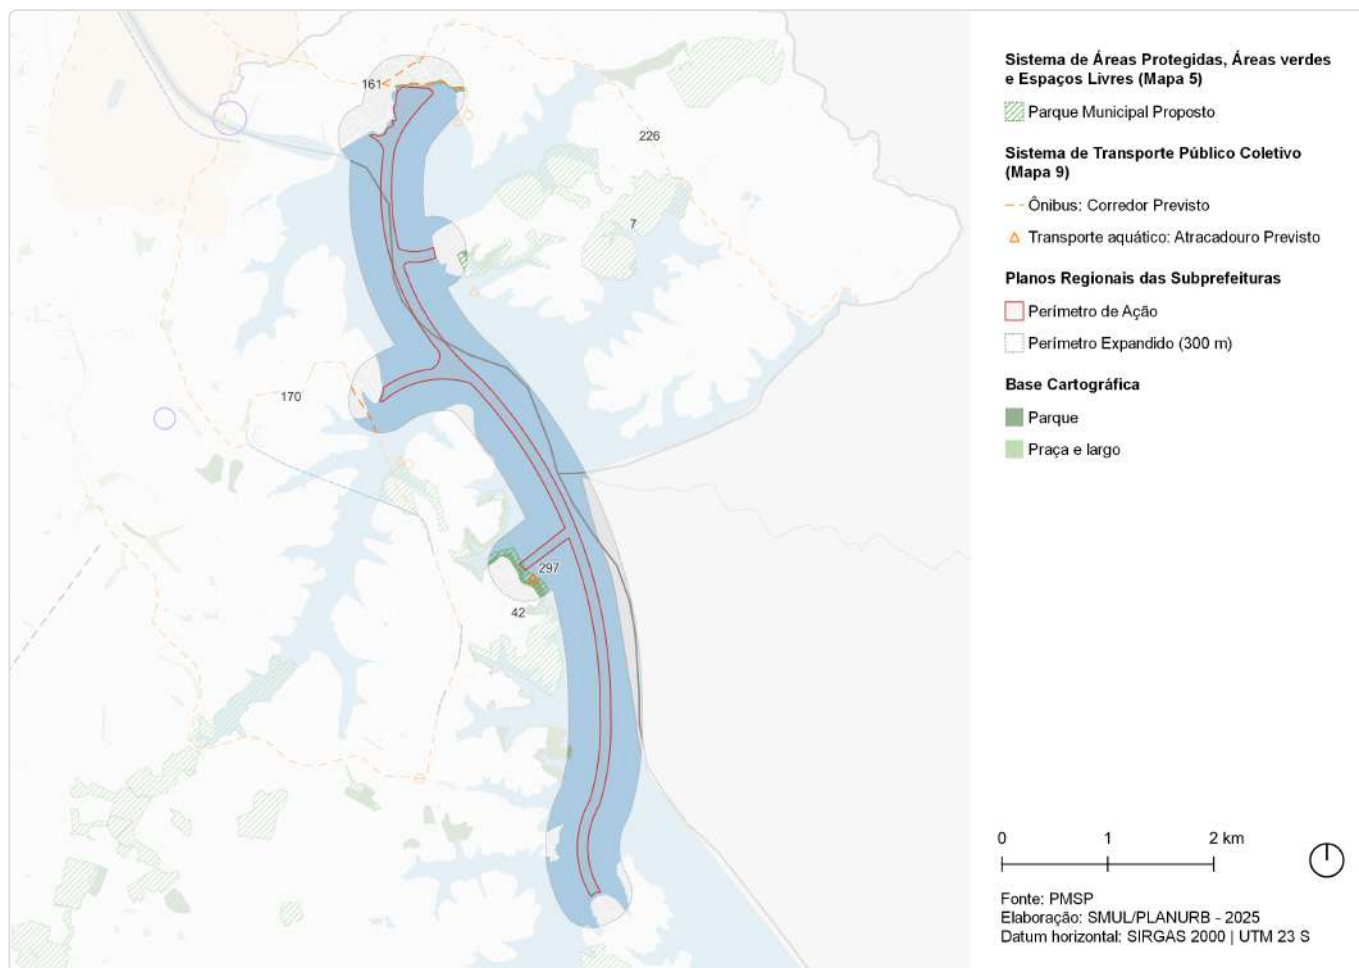 161
226
7
170
297
42
Sistema de Áreas Protegidas, Áreas verdes
e Espaços Livres (Mapa 5)
Parque Municipal Proposto
Sistema de Transporte Público Coletivo
(Mapa 9)
Ônibus: Corredor Previsto
Transporte aquático: Atracadouro Previsto
Planos Regionais das Subprefeituras
Perímetro de Ação
Perímetro Expandido (300 m)
Base Cartográfica
Parque
Praça e largo
0 1 2 km
Fonte: PMSP
Elaboração: SMUL/PLANURB - 2025
Datum horizontal: SIRGAS 2000 | UTM 23 S